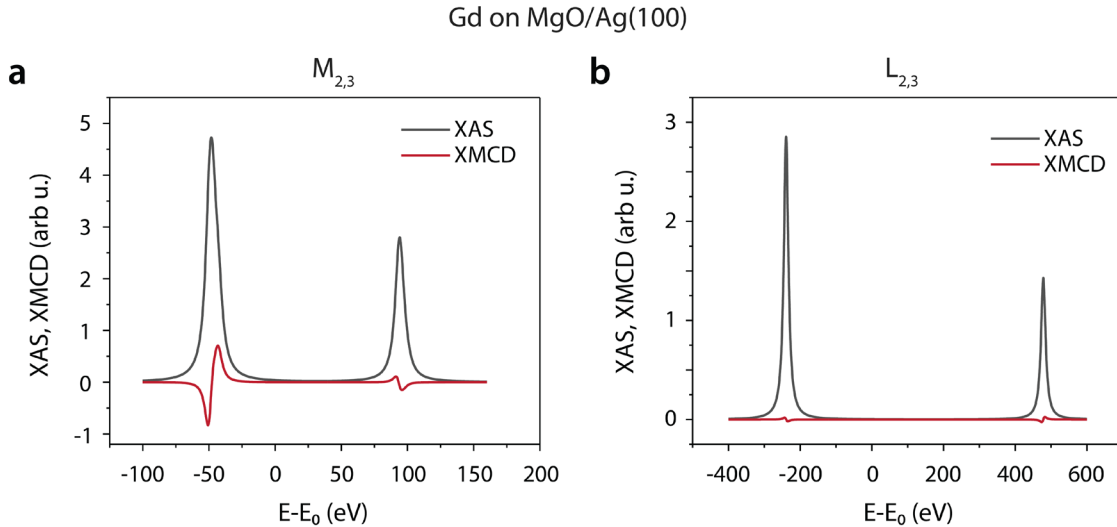 Gd on MgO/Ag(100)
a
M2,3
XAS
XMCD
XAS, XMCD (arb u.)
5
4
3
2
1
0
-1
-100 -50 0 50 100 150 200
E-E0 (eV)
b
L2,3
XAS
XMCD
XAS, XMCD (arb u.)
3
2
1
0
-400 -200 0 200 400 600
E-E0 (eV)